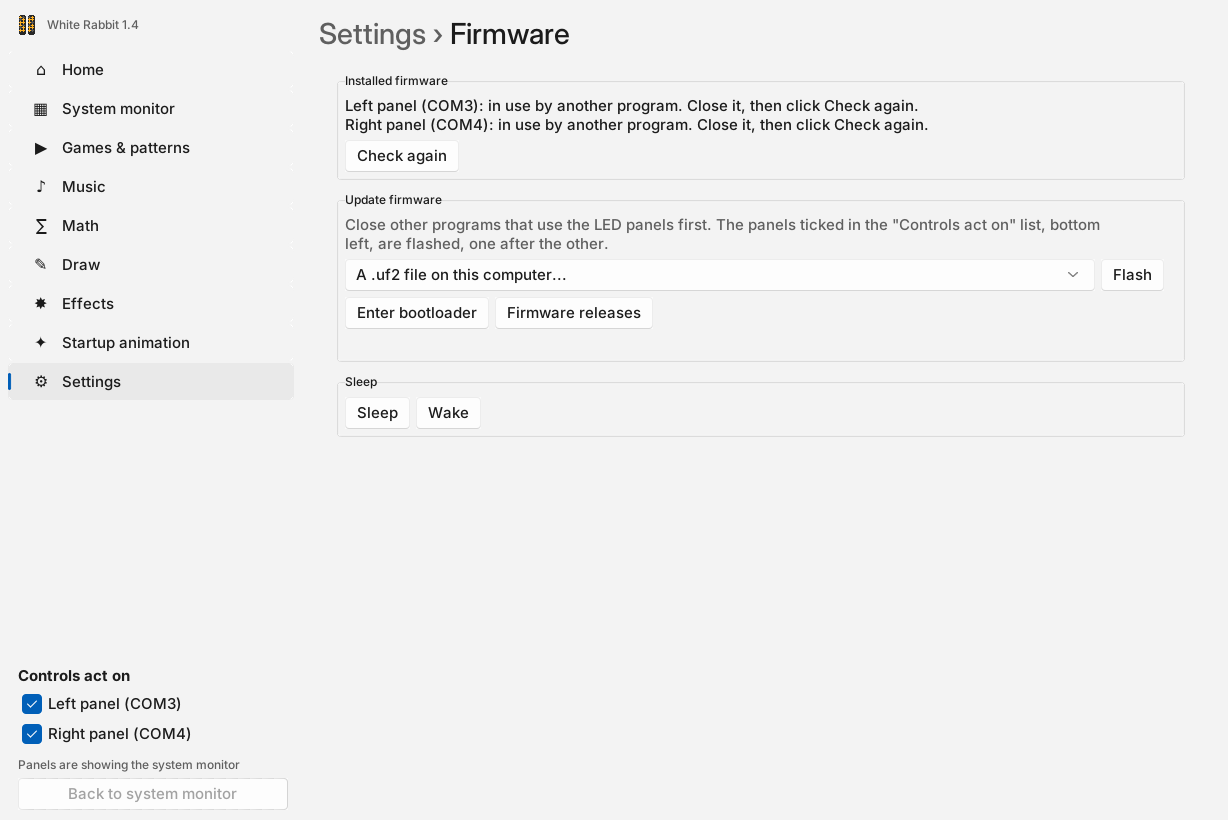 White Rabbit 1.4
Home
System monitor
Games & patterns
Music
Math
Draw
Effects
Startup animation
Settings
Controls act on
Left panel (COM3)
Right panel (COM4)
Panels are showing the system monitor
Back to system monitor
Settings › Firmware
Installed firmware
Left panel (COM3): in use by another program. Close it, then click Check again.
Right panel (COM4): in use by another program. Close it, then click Check again.
Check again
Update firmware
Close other programs that use the LED panels first. The panels ticked in the "Controls act on" list, bottom
left, are flashed, one after the other.
A .uf2 file on this computer...
Flash
Enter bootloader
Firmware releases
Sleep
Sleep
Wake